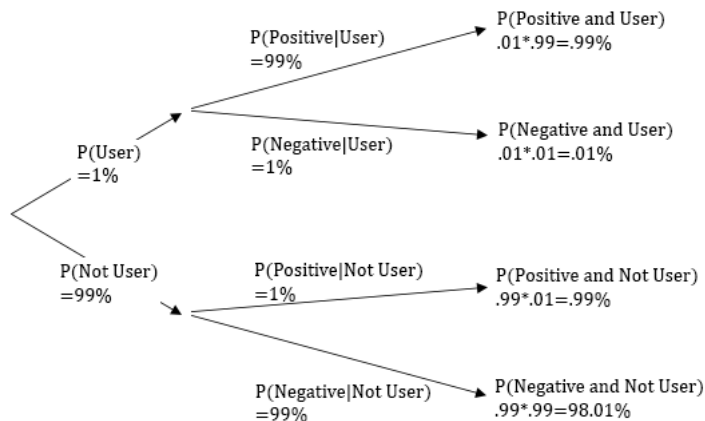 P(Positive and User)
.01*.99=.99%
P(Positive|User)
=99%
P(Negative and User)
.01*.01=.01%
P(Negative|User)
=1%
P(User)
=1%
P(Not User)
=99%
P(Positive|Not User)
=1%
P(Positive and Not User)
.99*.01=.99%
P(Negative|Not User)
=99%
P(Negative and Not User)
.99*.99=98.01%